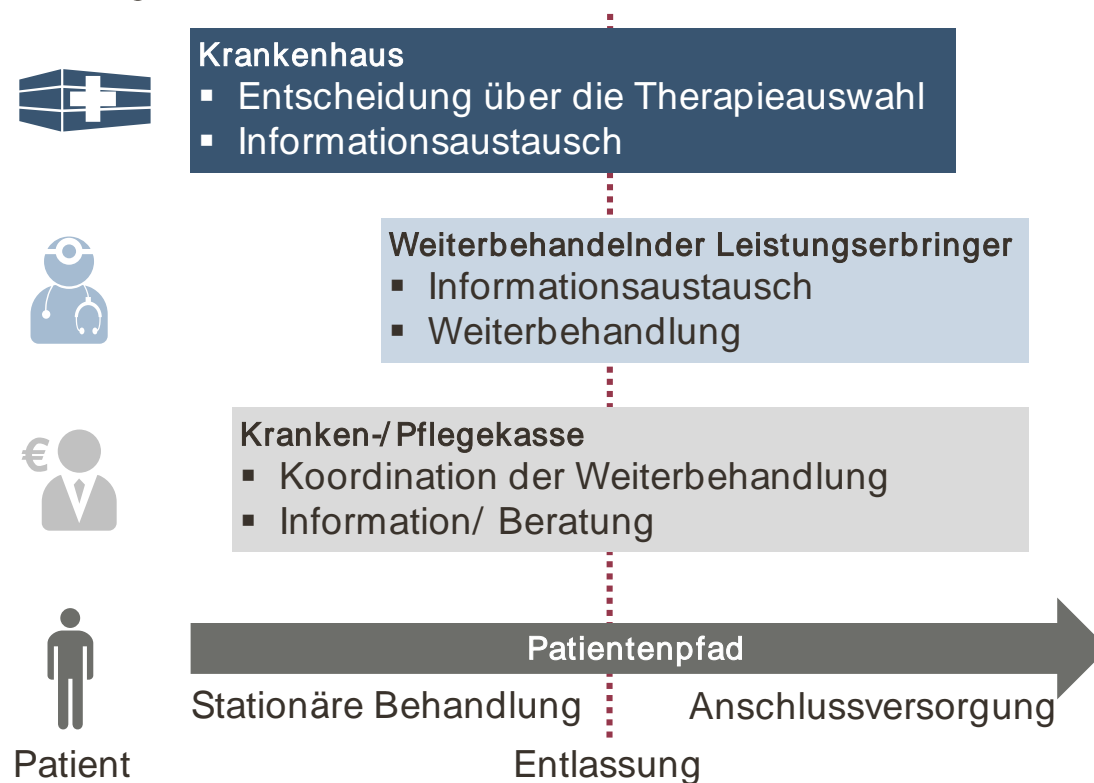 Krankenhaus
▪ Entscheidung über die Therapieauswahl
▪ Informationsaustausch
Weiterbehandelnder Leistungserbringer
▪ Informationsaustausch
▪ Weiterbehandlung
€
Kranken-/ Pflegekasse
▪ Koordination der Weiterbehandlung
▪ Information/ Beratung
Patientenpfad
Stationäre Behandlung
Anschlussversorgung
Patient
Entlassung